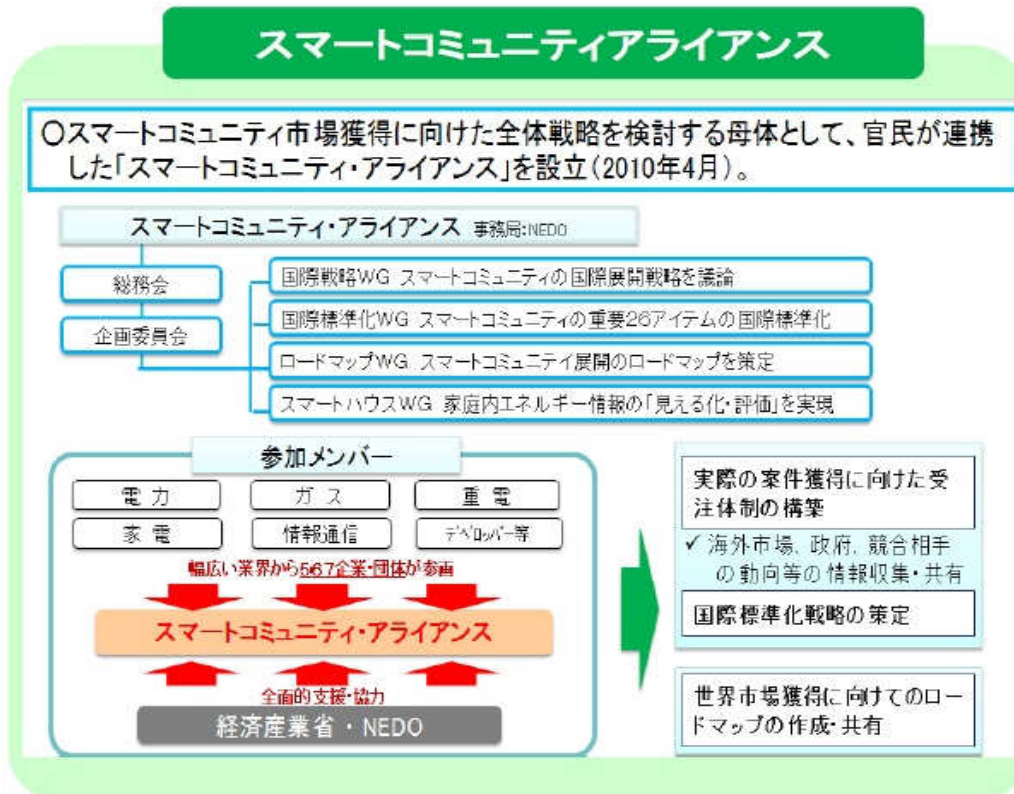 スマートコミュニティアライアンス
〇スマートコミュニティ市場獲得に向けた全体戦略を検討する母体として、官民が連携
した「スマートコミュニティ・アライアンス」を設立(2010年4月)。
スマートコミュニティ・アライアンス 事務局:NEDO
総務会
企画委員会
国際戦略WG スマートコミュニティの国際展開戦略を議論
国際標準化WG スマートコミュニティの重要26アイテムの国際標準化
ロードマップWG スマートコミュニテイ展開のロードマップを策定
スマートハウスWG 家庭内エネルギー情報の「見える化・評価」を実現
参加メンバー
電力
ガス
重電
家電
情報通信
デベロッパー等
幅広い業界から567企業・団体が参画
スマートコミュニティ・アライアンス
全面的支援・協力
経済産業省・NEDO
実際の案件獲得に向けた受
注体制の構築
✓ 海外市場、政府、競合相手
の動向等の情報収集・共有
国際標準化戦略の策定
世界市場獲得に向けてのロー
ドマップの作成・共有